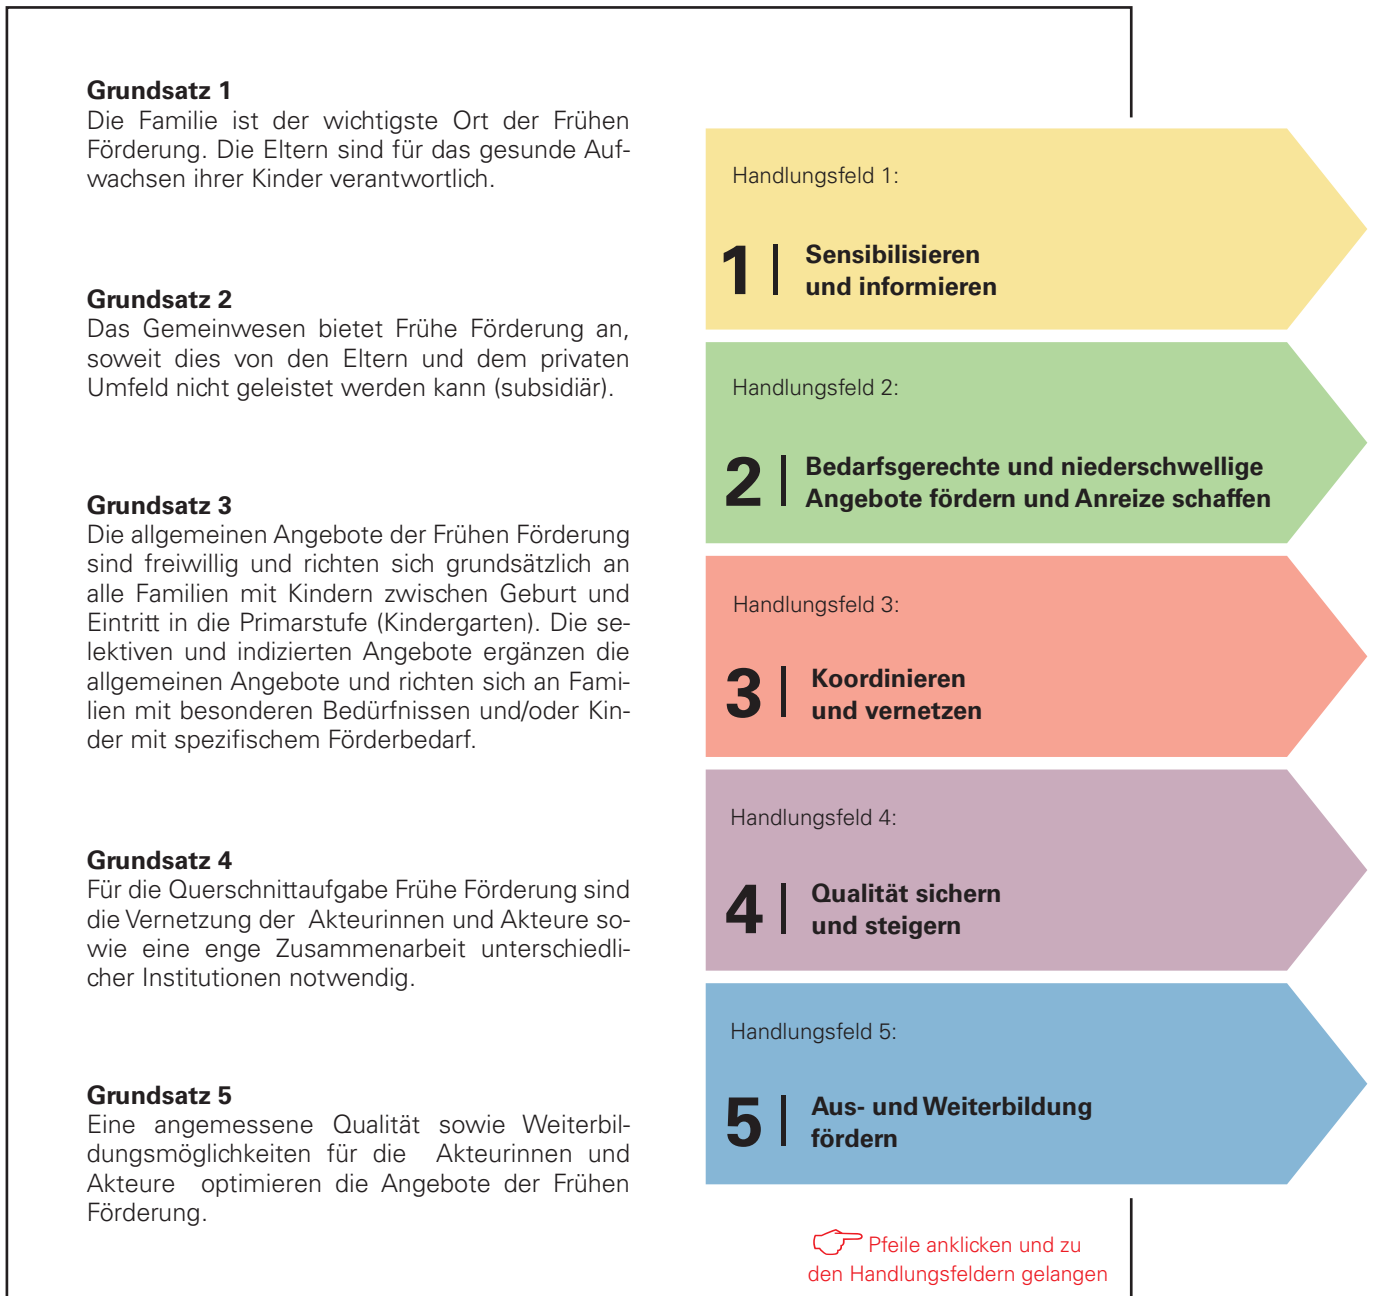 Grundsatz 1
Die Familie ist der wichtigste Ort der Frühen
Förderung. Die Eltern sind für das gesunde Auf-
wachsen ihrer Kinder verantwortlich.
Grundsatz 2
Das Gemeinwesen bietet Frühe Förderung an,
soweit dies von den Eltern und dem privaten
Umfeld nicht geleistet werden kann (subsidiär).
Grundsatz 3
Die allgemeinen Angebote der Frühen Förderung
sind freiwillig und richten sich grundsätzlich an
alle Familien mit Kindern zwischen Geburt und
Eintritt in die Primarstufe (Kindergarten). Die se-
lektiven und indizierten Angebote ergänzen die
allgemeinen Angebote und richten sich an Fami-
lien mit besonderen Bedürfnissen und/oder Kin-
der mit spezifischem Förderbedarf.
Grundsatz 4
Für die Querschnittaufgabe Frühe Förderung sind
die Vernetzung der Akteurinnen und Akteure so-
wie eine enge Zusammenarbeit unterschiedli-
cher Institutionen notwendig.
Grundsatz 5
Eine angemessene Qualität sowie Weiterbil-
dungsmöglichkeiten für die Akteurinnen und
Akteure optimieren die Angebote der Frühen
Förderung.
Handlungsfeld 1:
1 | Sensibilisieren
und informieren
Handlungsfeld 2:
2 | Bedarfsgerechte und niederschwellige
Angebote fördern und Anreize schaffen
Handlungsfeld 3:
3 | Koordinieren
und vernetzen
Handlungsfeld 4:
4 | Qualität sichern
und steigern
Handlungsfeld 5:
5 | Aus- und Weiterbildung
fördern
Pfeile anklicken und zu
den Handlungsfeldern gelangen